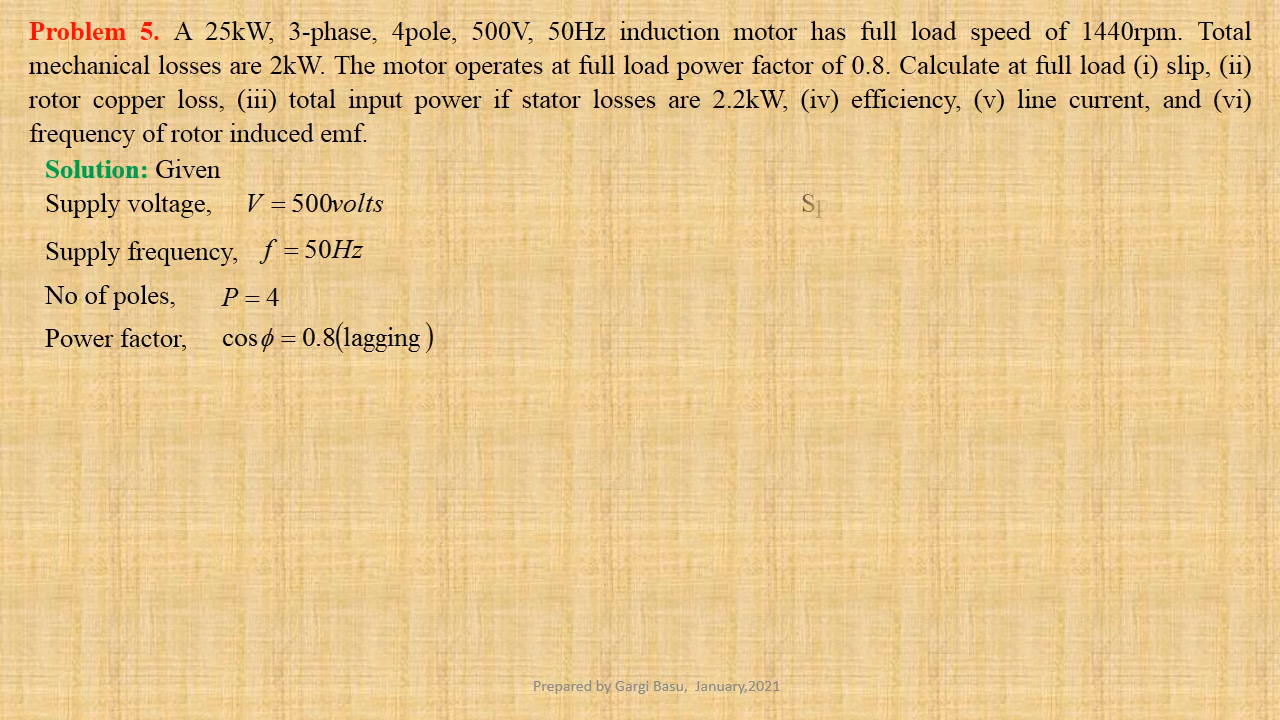 Problem 5. A 25kW, 3-phase, 4pole, 500V, 50Hz induction motor has full load speed of 1440rpm. Total
mechanical losses are 2kW. The motor operates at full load power factor of 0.8. Calculate at full load (i) slip, (ii)
rotor copper loss, (iii) total input power if stator losses are 2.2kW, (iv) efficiency, (v) line current, and (vi)
frequency of rotor induced emf.
Solution: Given
Supply voltage, V = 500volts
Supply frequency, f = 50Hz
No of poles, P = 4
Power factor, cos ϕ = 0.8(lagging )
Prepared by Gargi Basu, January,2021